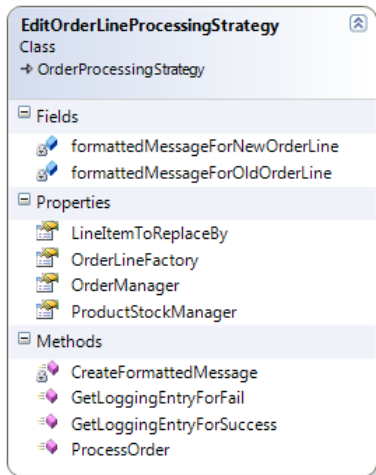 EditOrderLineProcessingStrategy
Class
OrderProcessingStrategy
Fields
formattedMessageForNewOrderLine
formattedMessageForOldOrderLine
Properties
LineItemToReplaceBy
OrderLineFactory
OrderManager
ProductStockManager
Methods
CreateFormattedMessage
GetLoggingEntryForFail
GetLoggingEntryForSuccess
ProcessOrder